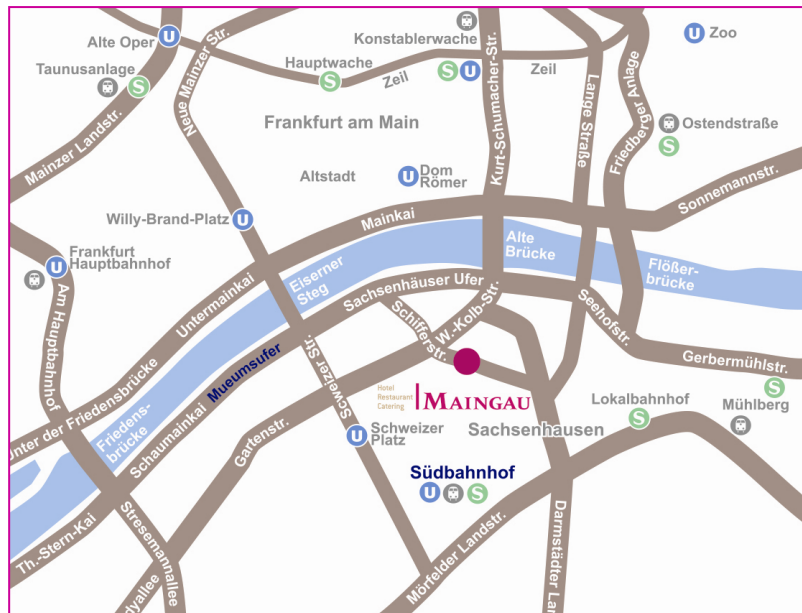 Alte Oper
U
Neue Mainzer Str.
Konstablerwache
U
Zoo
Taunusanlage
S
Hauptwache
S
Zeil
S
U
Zeil
Kurt-Schumacher-Str.
Lange Straße
Friedberger Anlage
Ostendstraße
S
Mainzer Landstr.
Frankfurt am Main
Altstadt
U
Dom
Römer
Willy-Brand-Platz
U
Mainkai
Sonnemannstr.
Frankfurt
Hauptbahnhof
U
Untermainkai
Eiserner
Steg
Alte
Brücke
Flößer-
brücke
Am Hauptbahnhof
Sachsenhäuser Ufer
Seehofstr.
Schifferstr.
W.-Kolb-Str.
Mueumsufer
Scweizer Str.
Gerbermühlstr.
Unter der Friedensbrücke
Friedens-
brücke
Schaumainkai
Gartenstr.
Hotel
Restaurant
Catering
MAINGAU
S
Mühlberg
Lokalbahnhof
S
U
Schweizer
Platz
Sachsenhausen
Südbahnhof
U
S
Th.-Stern-Kai
Stresemannallee
Mörfelder Landstr.
Darmstädter Lan
dyallee